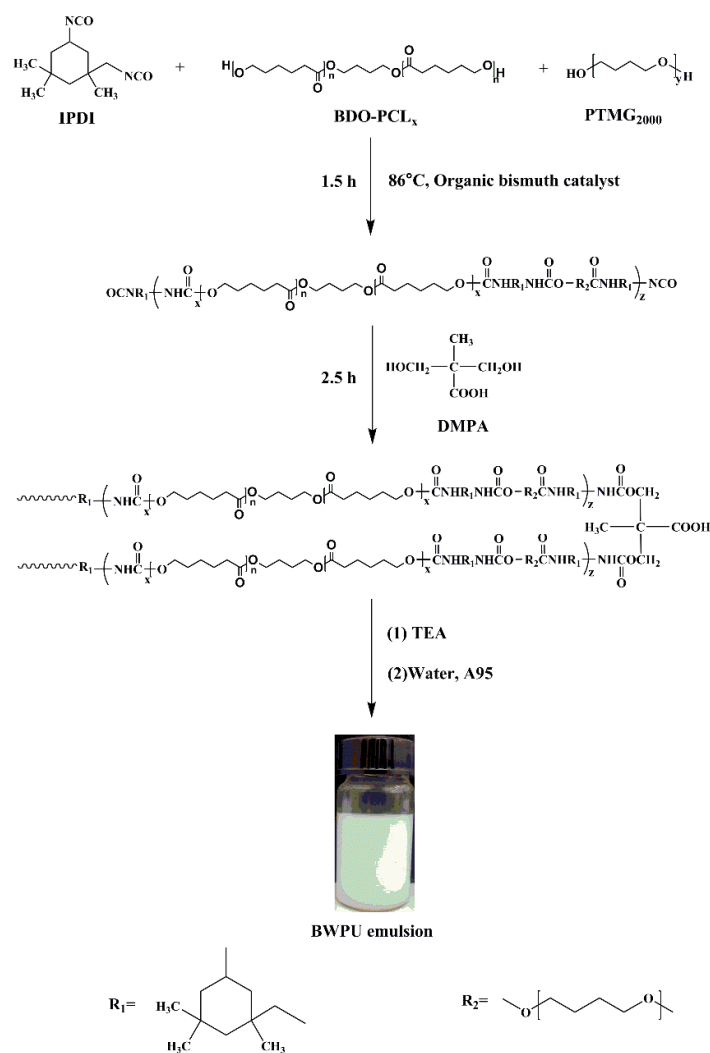 NCO
H₃C
NCO
H₃C CH₃
IPDI
+
H O O n O O O O n H
BDO-PCLₓ
+
HO O y H
PTMG₂₀₀₀
1.5 h 86°C, Organic bismuth catalyst
O O O O O O
OCNR₁ NHC x O O n O O O x CNHR₁NHCO R₂CNHR₁ z NCO
2.5 h
CH₃
HOCH₂ C CH₂OH
COOH
DMPA
O O O O O O O
R₁ NHC x O O n O O O x CNHR₁NHCO R₂CNHR₁ z NHCOCH₂
H₃C C COOH
O O O O O
R₁ NHC x O O n O O O x CNHR₁NHCO R₂CNHR₁ z NHCOCH₂
O O
(1) TEA
(2)Water, A95
BWPU emulsion
R₁= H₃C H₃C CH₃
R₂= O O